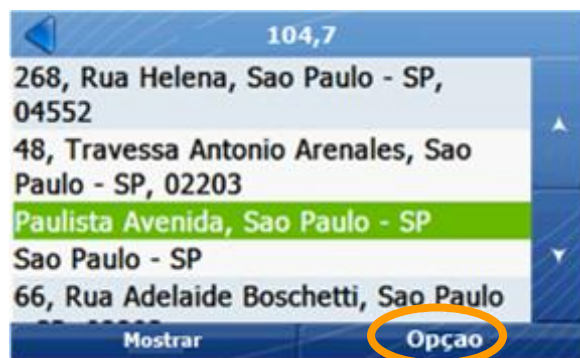 104,7
268, Rua Helena, Sao Paulo - SP,
04552
48, Travessa Antonio Arenales, Sao
Paulo - SP, 02203
Paulista Avenida, Sao Paulo - SP
Sao Paulo - SP
66, Rua Adelaide Boschetti, Sao Paulo
Mostrar
Opçao